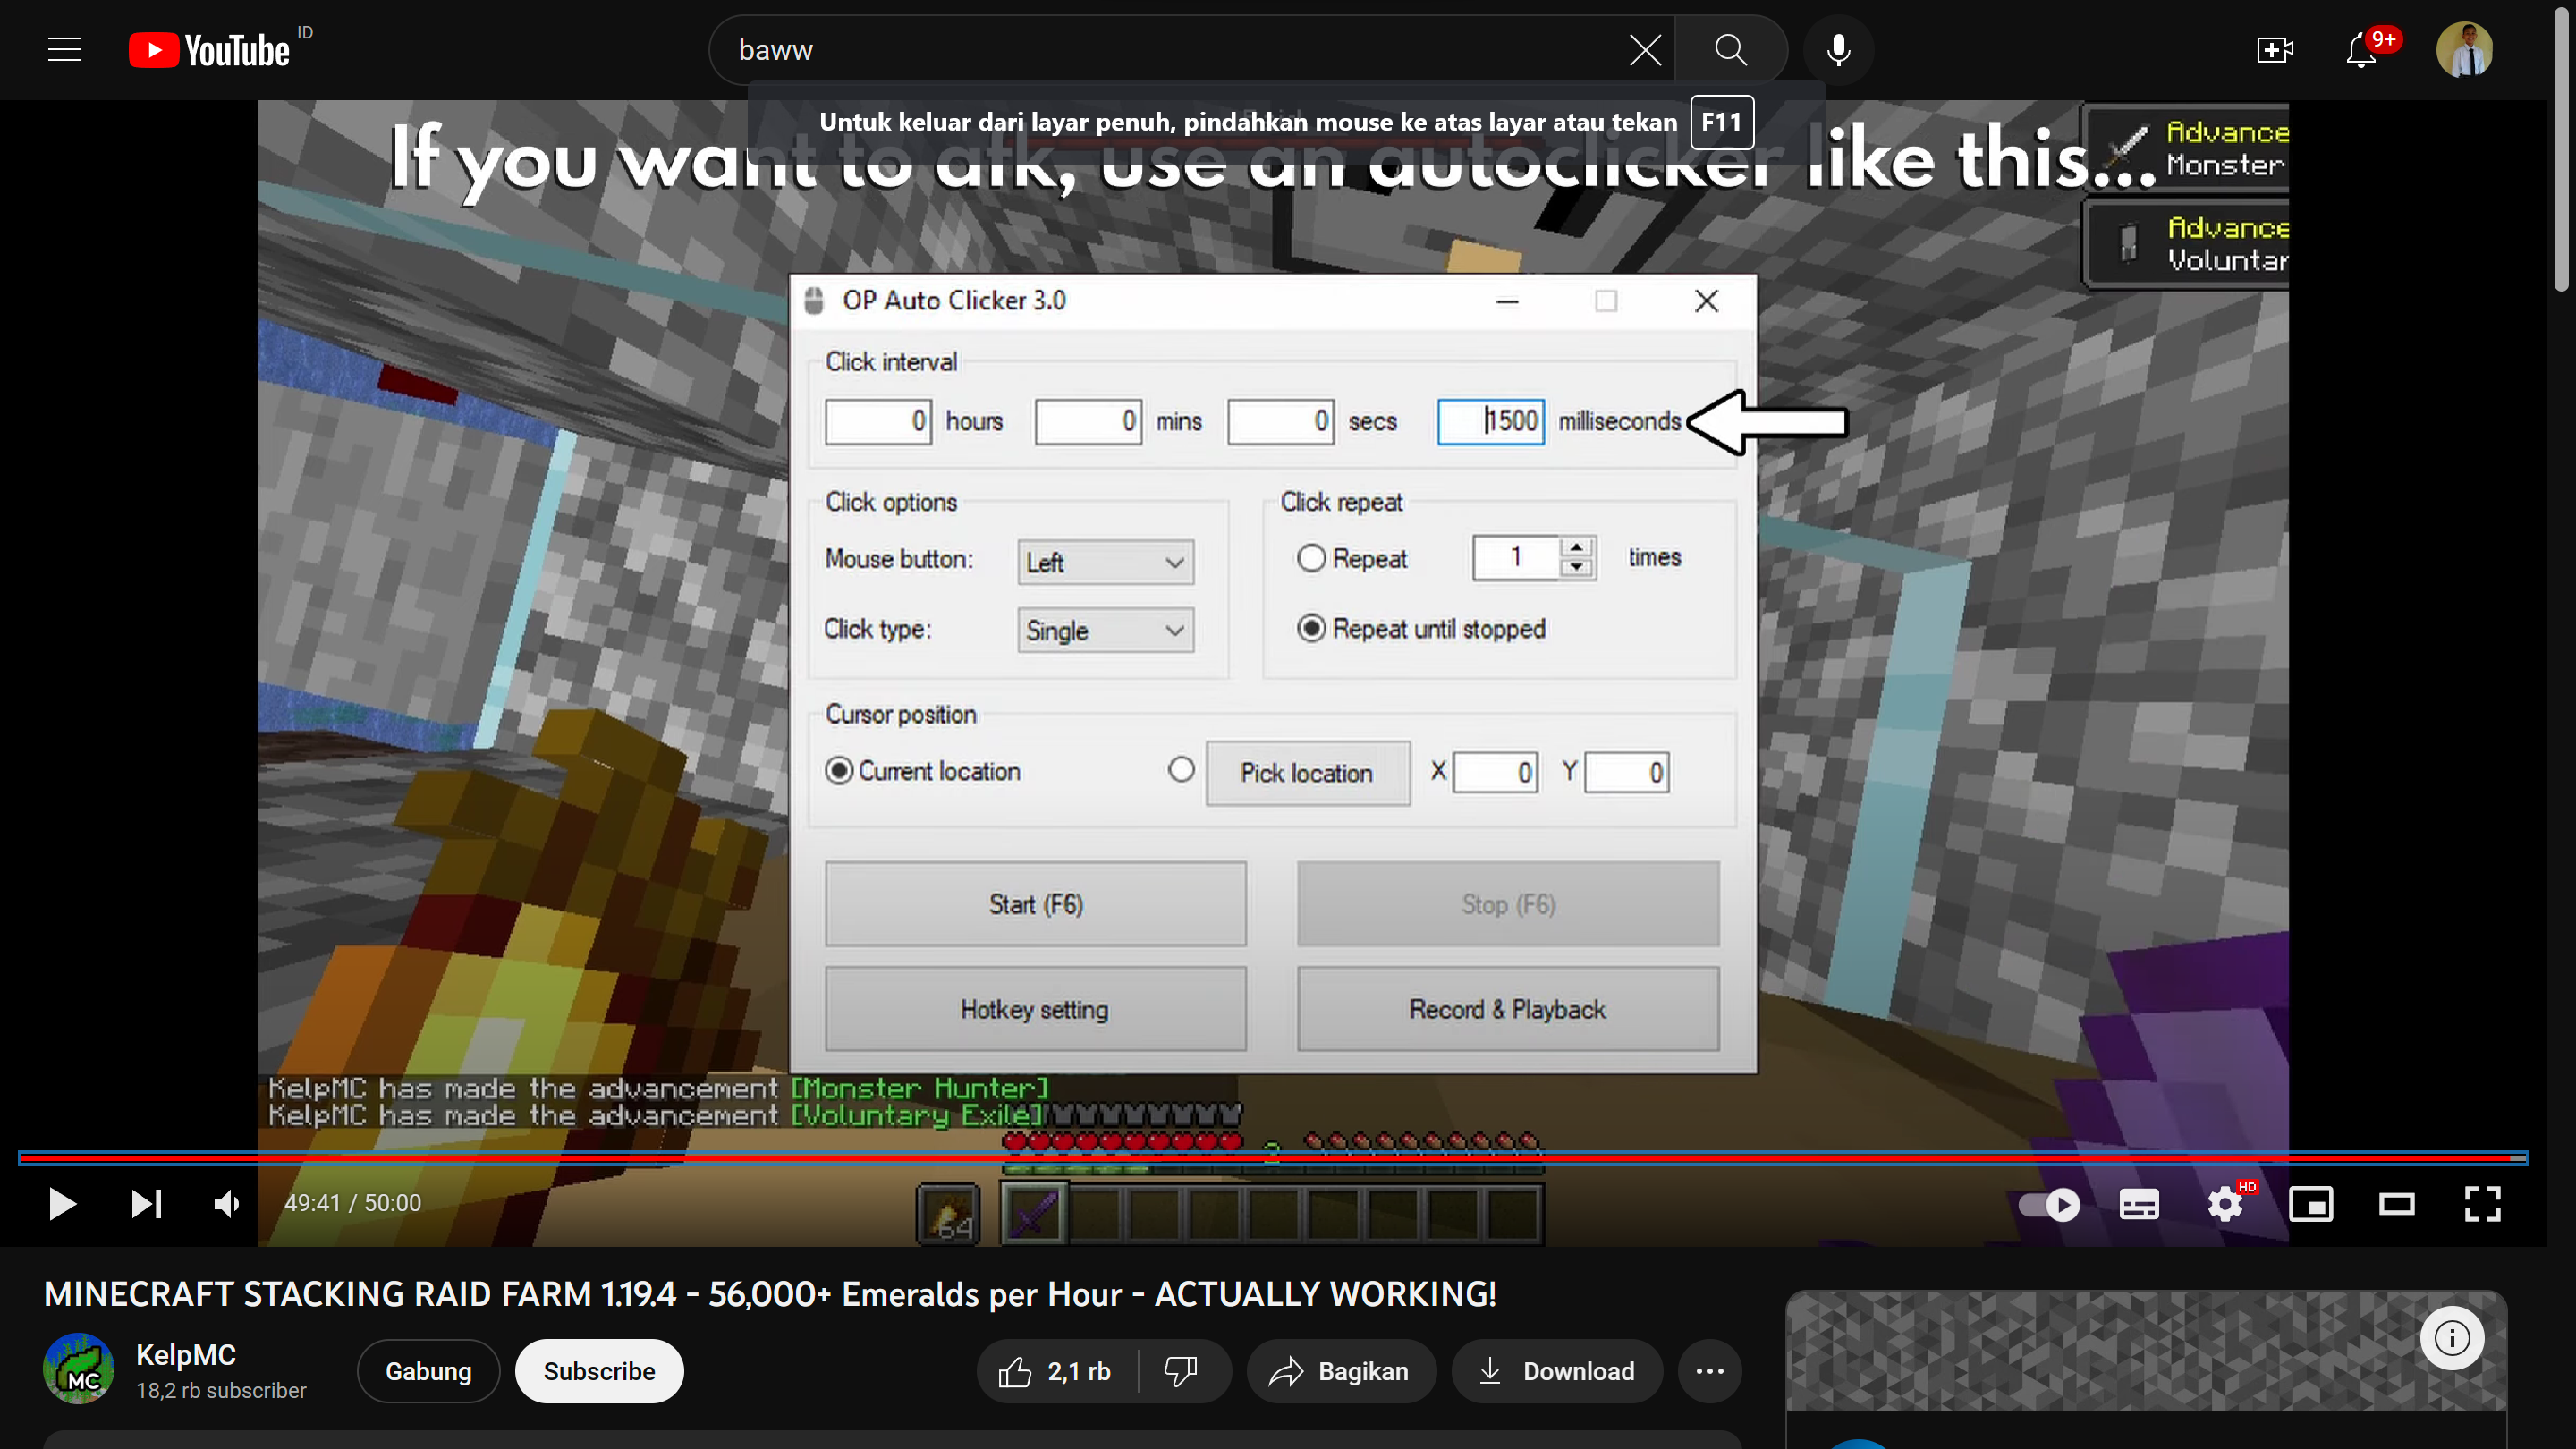 YouTube ID
baww
9+
Untuk keluar dari layar penuh, pindahkan mouse ke atas layar atau tekan F11
If you want to afk, use an autoclicker like this...
Advance
Monster
Advance
Voluntar
OP Auto Clicker 3.0
Click interval
0 hours 0 mins 0 secs 1500 milliseconds
Click options
Click repeat
Mouse button: Left
Repeat 1 times
Click type: Single
Repeat until stopped
Cursor position
Current location Pick location X 0 Y 0
Start (F6) Stop (F6)
Hotkey setting Record & Playback
KelpMC has made the advancement [Monster Hunter]
KelpMC has made the advancement [Voluntary Exile]
2
64
49:41 / 50:00
HD
MINECRAFT STACKING RAID FARM 1.19.4 - 56,000+ Emeralds per Hour - ACTUALLY WORKING!
MC
KelpMC
18,2 rb subscriber
Gabung Subscribe 2,1 rb Bagikan Download